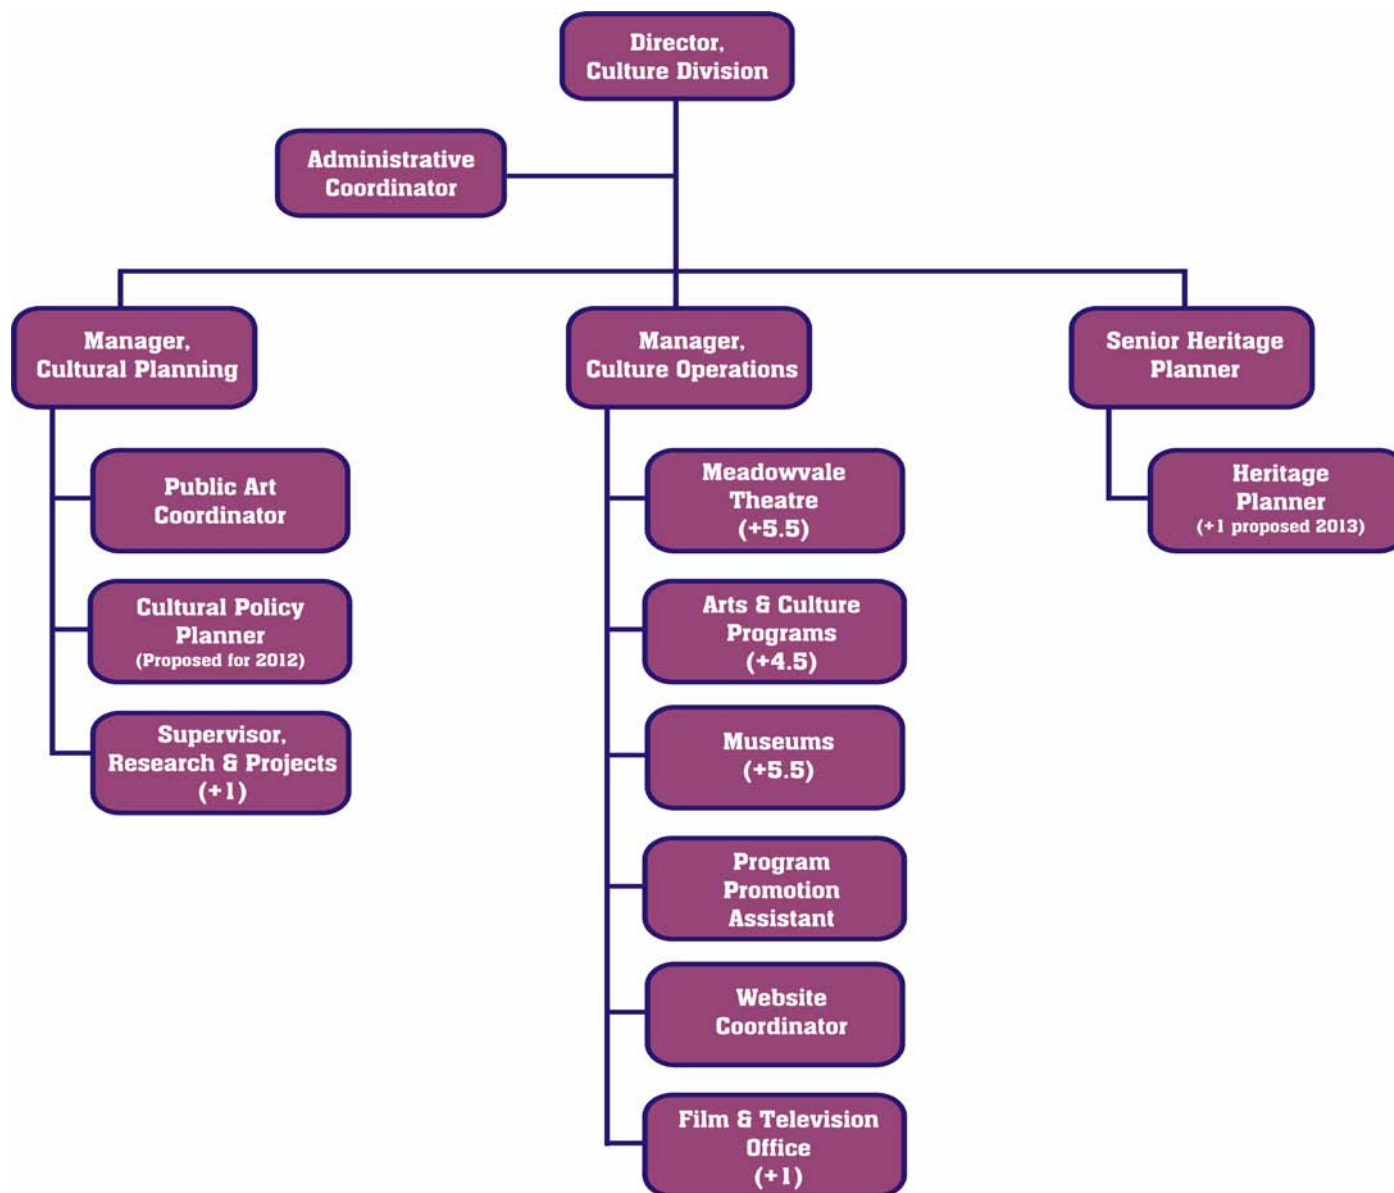 Director,
Culture Division
Administrative
Coordinator
Manager,
Cultural Planning
Manager,
Culture Operations
Senior Heritage
Planner
Public Art
Coordinator
Cultural Policy
Planner
(Proposed for 2012)
Supervisor,
Research & Projects
(+1)
Meadowvale
Theatre
(+5.5)
Arts & Culture
Programs
(+4.5)
Museums
(+5.5)
Program
Promotion
Assistant
Website
Coordinator
Film & Television
Office
(+1)
Heritage
Planner
(+1 proposed 2013)